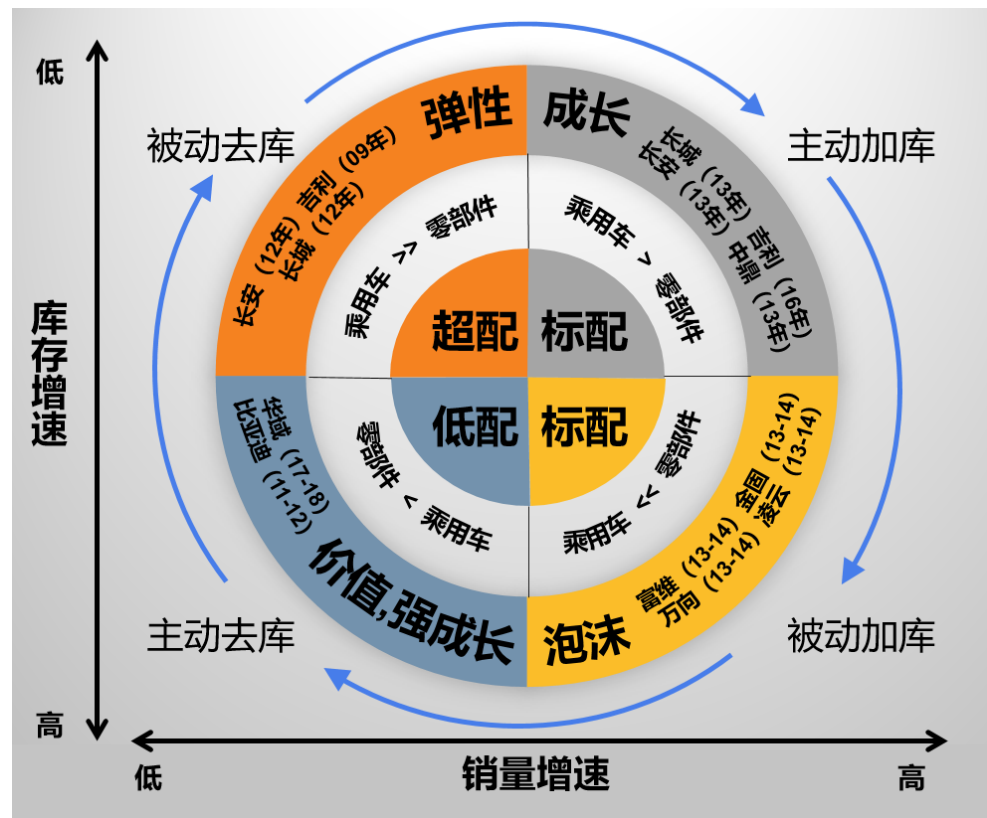 低
库存增速
高
低
销量增速
高
被动去库
主动加库
主动去库
被动加库
弹性
长安（12年）吉利（09年）
长城（12年）
乘用车 >> 零部件
超配
成长
长城（13年）吉利（16年）
长安（13年）中鼎（13年）
乘用车 > 零部件
标配
低配
零部件 < 乘用车
华域（17-18）
比亚迪（11-12）
价值,强成长
标配
乘用车 >> 零部件
富维（13-14）金固（13-14）
万向（13-14）凌云（13-14）
泡沫